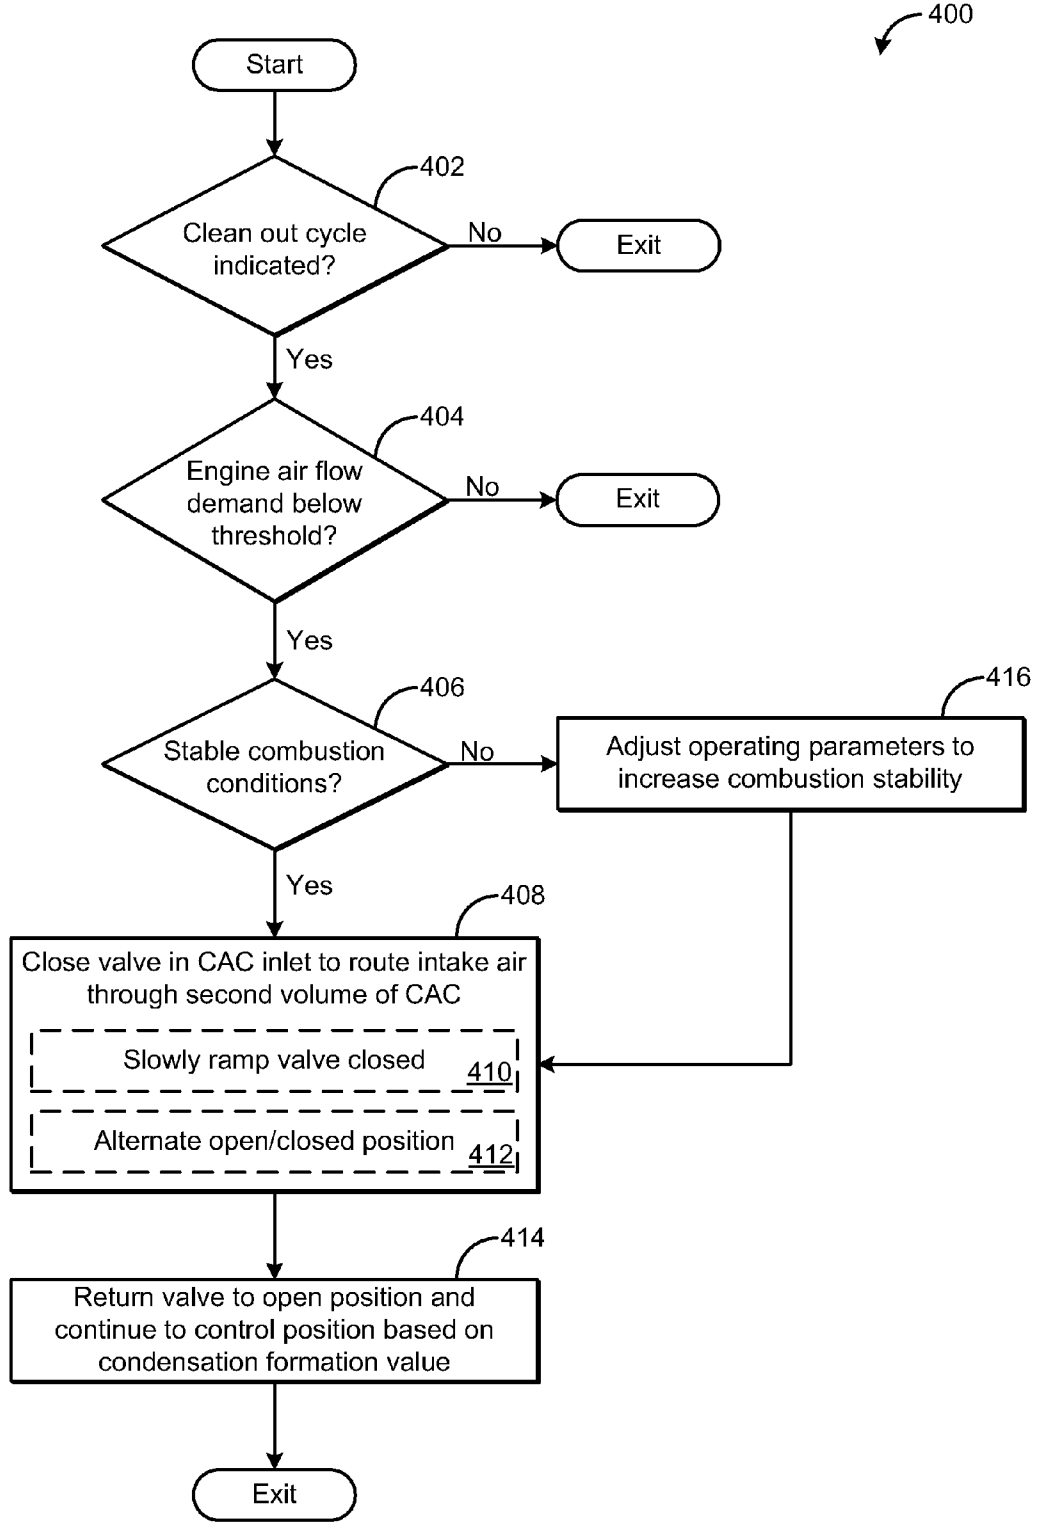 400
Start
402
Clean out cycle
indicated?
No
Exit
Yes
404
Engine air flow
demand below
threshold?
No
Exit
Yes
406
Stable combustion
conditions?
No
416
Adjust operating parameters to
increase combustion stability
Yes
408
Close valve in CAC inlet to route intake air
through second volume of CAC
Slowly ramp valve closed
410
Alternate open/closed position
412
414
Return valve to open position and
continue to control position based on
condensation formation value
Exit